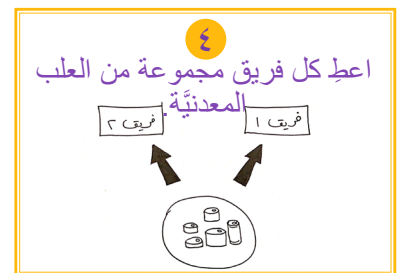 ٤
اعطِ كل فريق مجموعة من العلب
المعدنيَّة.
فريق ١
فريق ٢